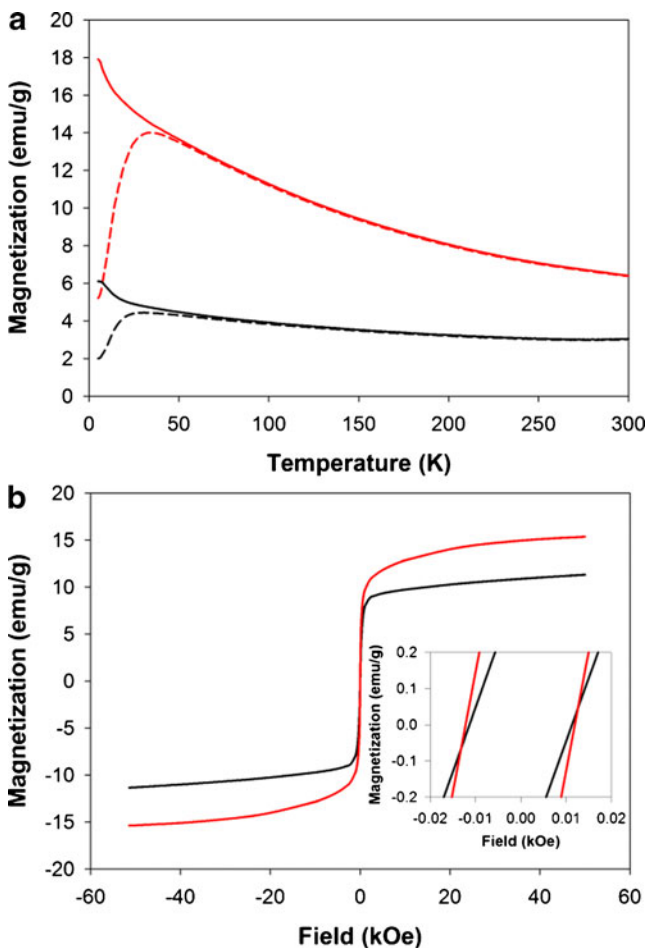 a
20
18
16
14
12
10
8
6
4
2
0
Magnetization (emu/g)
0 50 100 150 200 250 300
Temperature (K)
b
20
15
10
5
0
-5
-10
-15
-20
Magnetization (emu/g)
-60 -40 -20 0 20 40 60
Field (kOe)
0.2
0.1
0.0
-0.1
-0.2
Magnetization (emu/g)
-0.02 -0.01 0.00 0.01 0.02
Field (kOe)